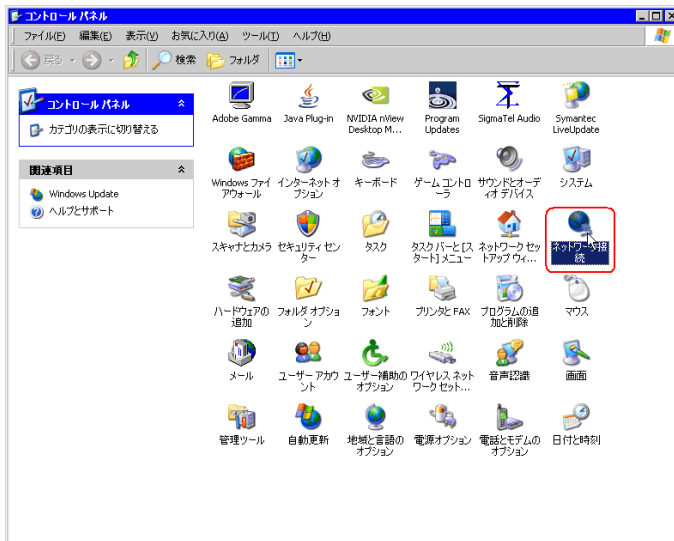 コントロール パネル
ファイル(F) 編集(E) 表示(V) お気に入り(A) ツール(T) ヘルプ(H)
戻る 検索 フォルダ
コントロール パネル
カテゴリの表示に切り替える
関連項目
Windows Update
ヘルプとサポート
Adobe Gamma
Java Plug-in
NVIDIA nView
Desktop M...
Program
Updates
SigmaTel Audio
Symantec
LiveUpdate
Windows ファイ
アウォール
インターネット オ
プション
キーボード
ゲーム コントロ
ーラ
サウンドとオーデ
ィオ デバイス
システム
スキャナとカメラ
セキュリティ セン
ター
タスク
タスク バーと [ス
タート] メニュー
ネットワーク セッ
トアップ ウィ...
ネットワーク接
続
ハードウェアの
追加
フォルダ オプショ
ン
フォント
プリンタと FAX
プログラムの追
加と削除
マウス
メール
ユーザー アカウ
ント
ユーザー補助の
オプション
ワイヤレス ネット
ワーク セット...
音声認識
画面
管理ツール
自動更新
地域と言語の
オプション
電源オプション
電話とモデムの
オプション
日付と時刻